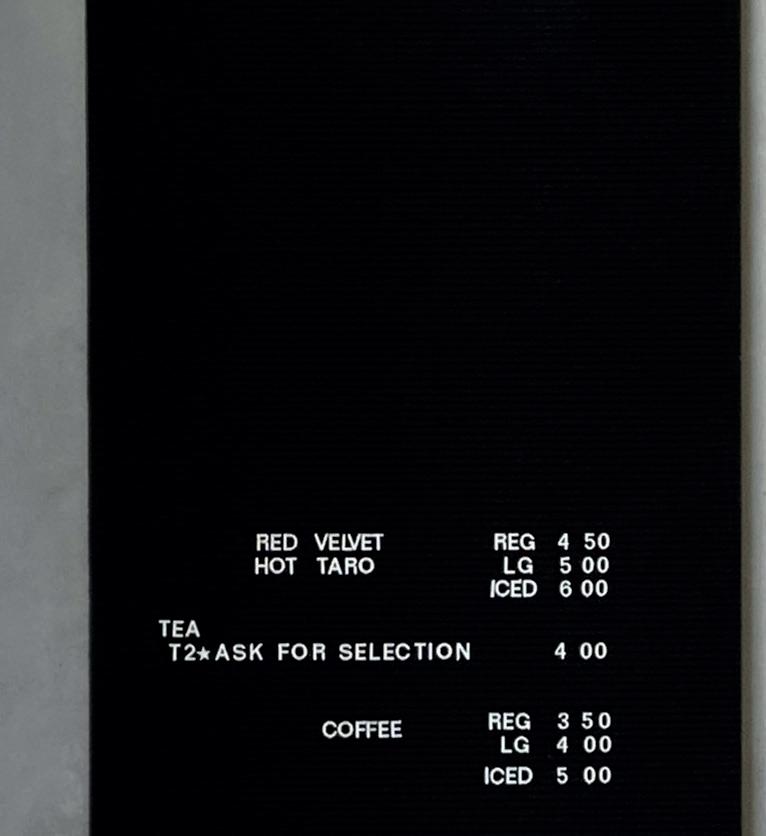 RED VELVET REG 4 50
HOT TARO LG 5 00
ICED 6 00
TEA
T2★ASK FOR SELECTION 4 00
COFFEE REG 3 50
LG 4 00
ICED 5 00